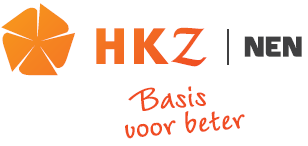 HKZ | NEN
Basis
voor beter